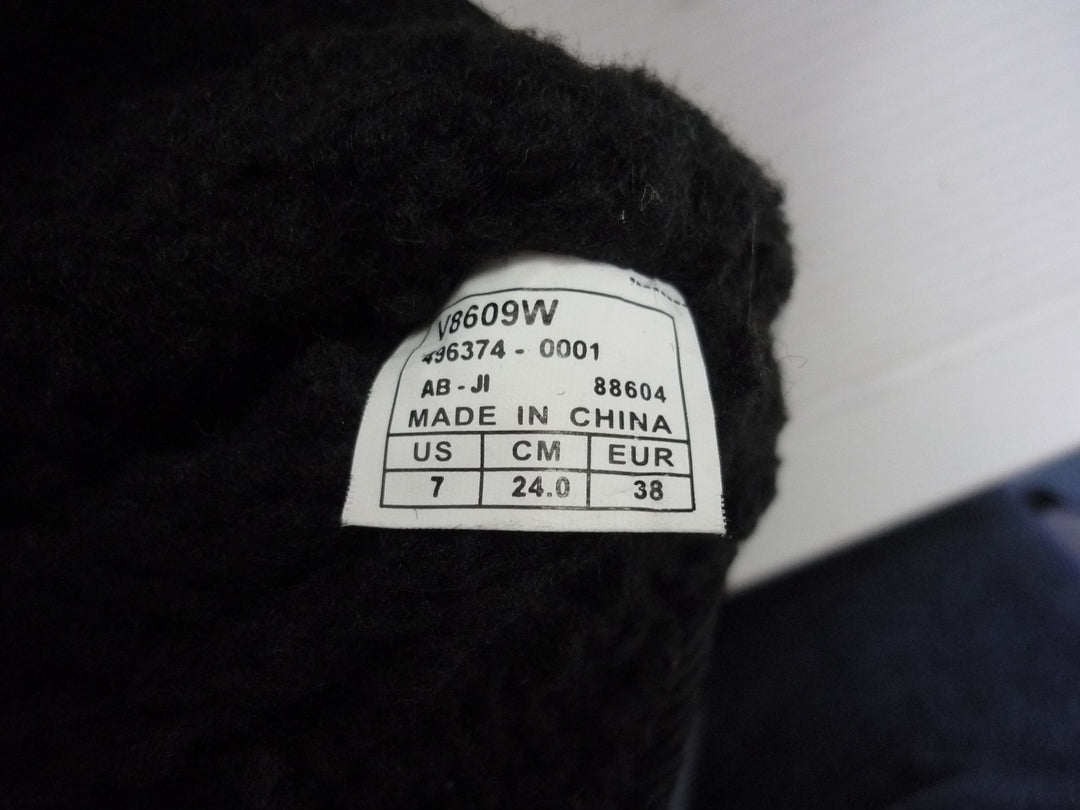 V8609W
496374 - 0001
AB - JI 88604
MADE IN CHINA
US CM EUR
7 24.0 38